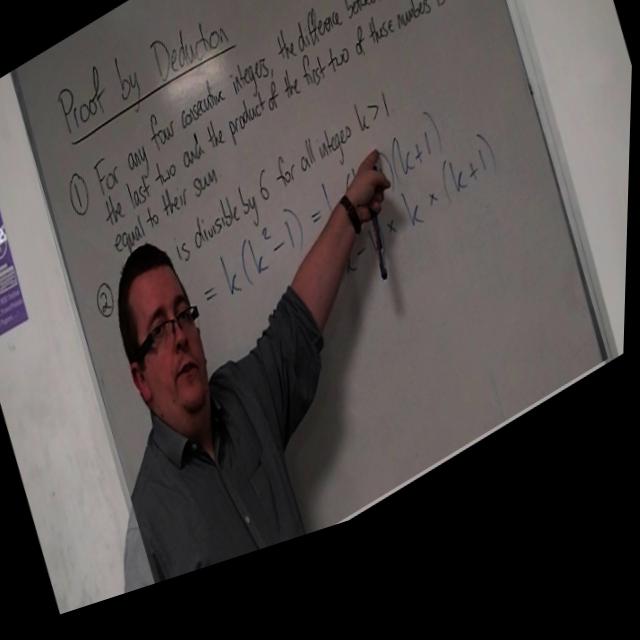 Proof by Deduction
① For any four consecutive integers, the difference
the last two and the product of the first two of these numbers
equal to their sum
② is divisible by 6 for all integers k>1
= k(k²-1) = (k+1)
× k × (k+1)